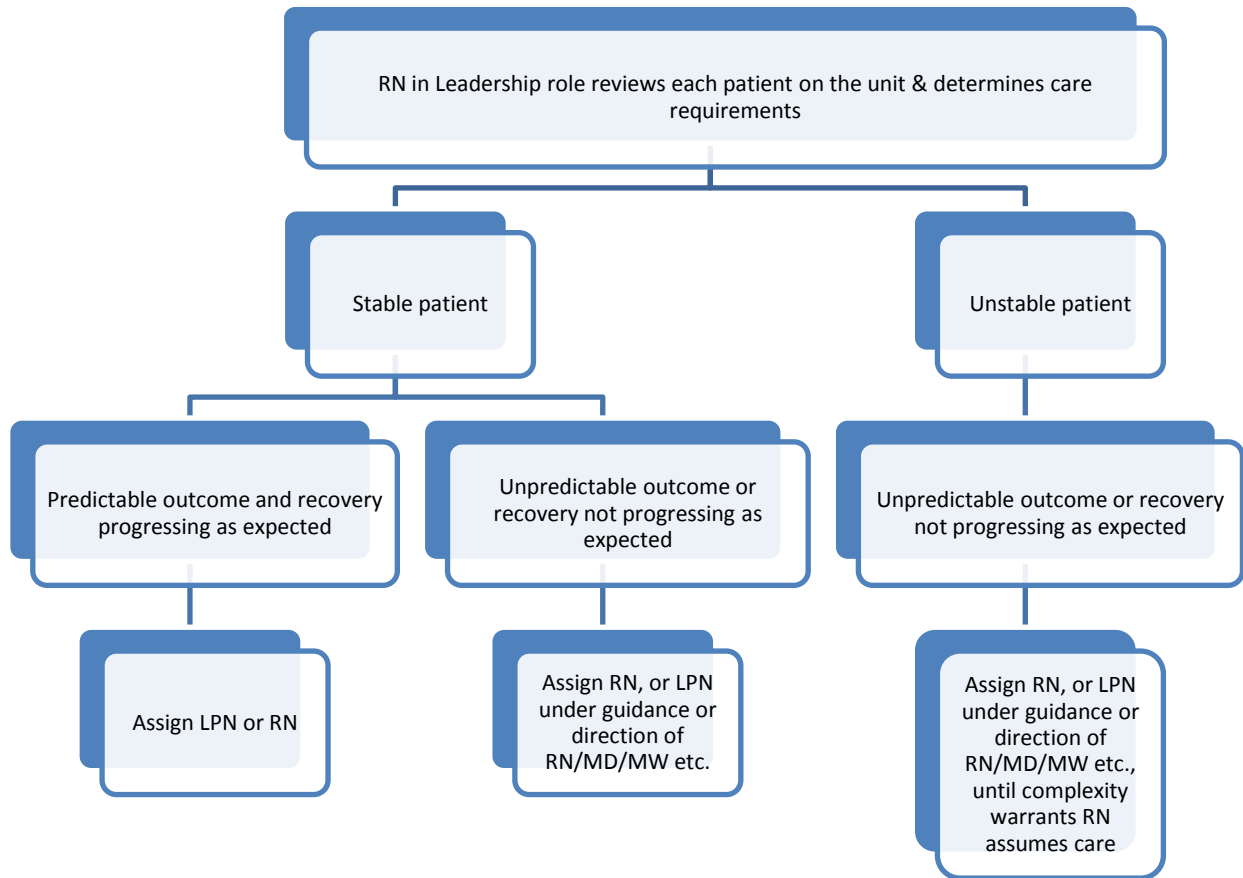 RN in Leadership role reviews each patient on the unit & determines care
requirements
Stable patient
Unstable patient
Predictable outcome and recovery
progressing as expected
Unpredictable outcome or
recovery not progressing as
expected
Unpredictable outcome or recovery
not progressing as expected
Assign LPN or RN
Assign RN, or LPN
under guidance or
direction of
RN/MD/MW etc.
Assign RN, or LPN
under guidance or
direction of
RN/MD/MW etc.,
until complexity
warrants RN
assumes care